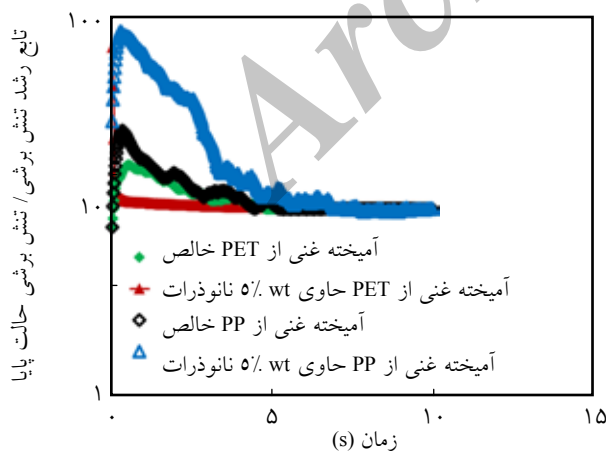 تابع رشد تنش برشی/ تنش برشی حالت پایا
۱۰۰
۱۰
۱
آمیخته غنی از PET خالص
آمیخته غنی از PET حاوی wt ٪۵ نانوذرات
آمیخته غنی از PP خالص
آمیخته غنی از PP حاوی wt ٪۵ نانوذرات
۰ ۵ ۱۰ ۱۵
زمان (s)
Arc